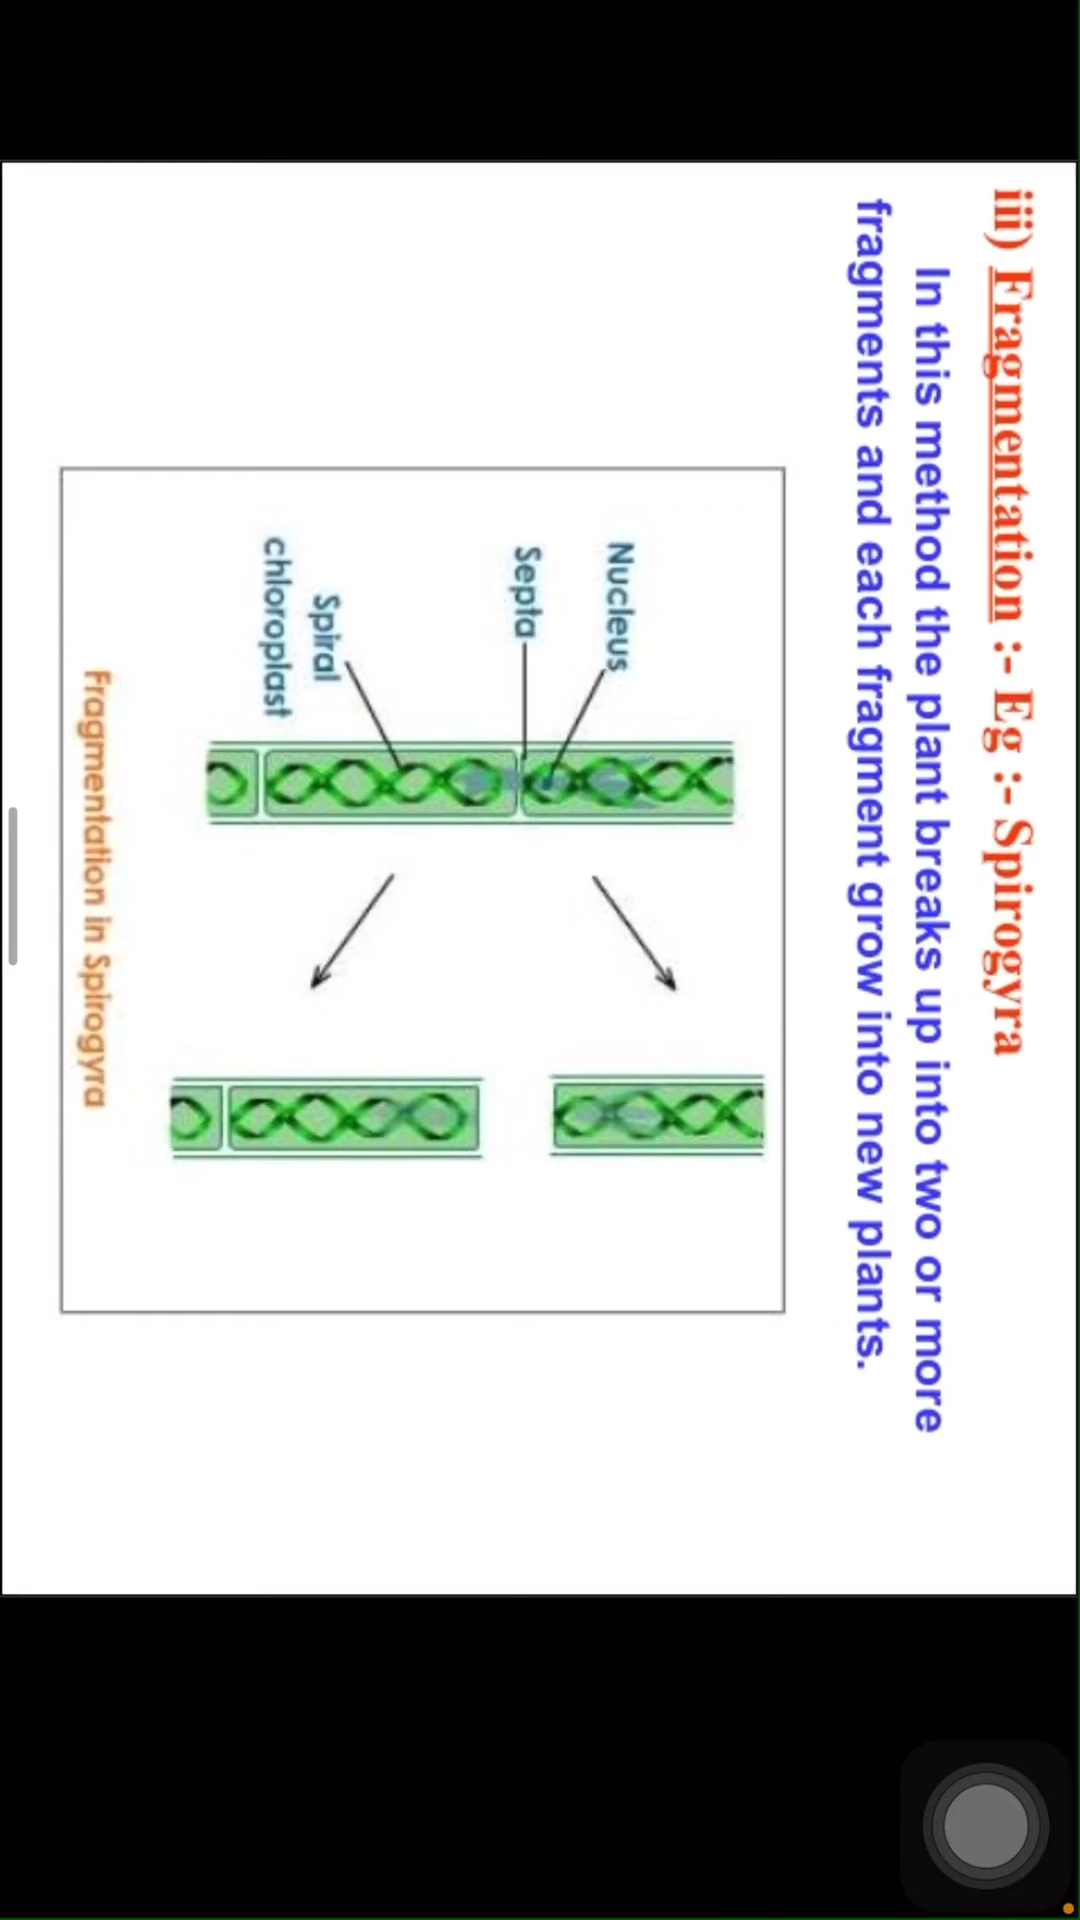 iii) Fragmentation :- Eg :- Spirogyra
In this method the plant breaks up into two or more
fragments and each fragment grow into new plants.
Nucleus
Septa
Spiral
chloroplast
Fragmentation in Spirogyra